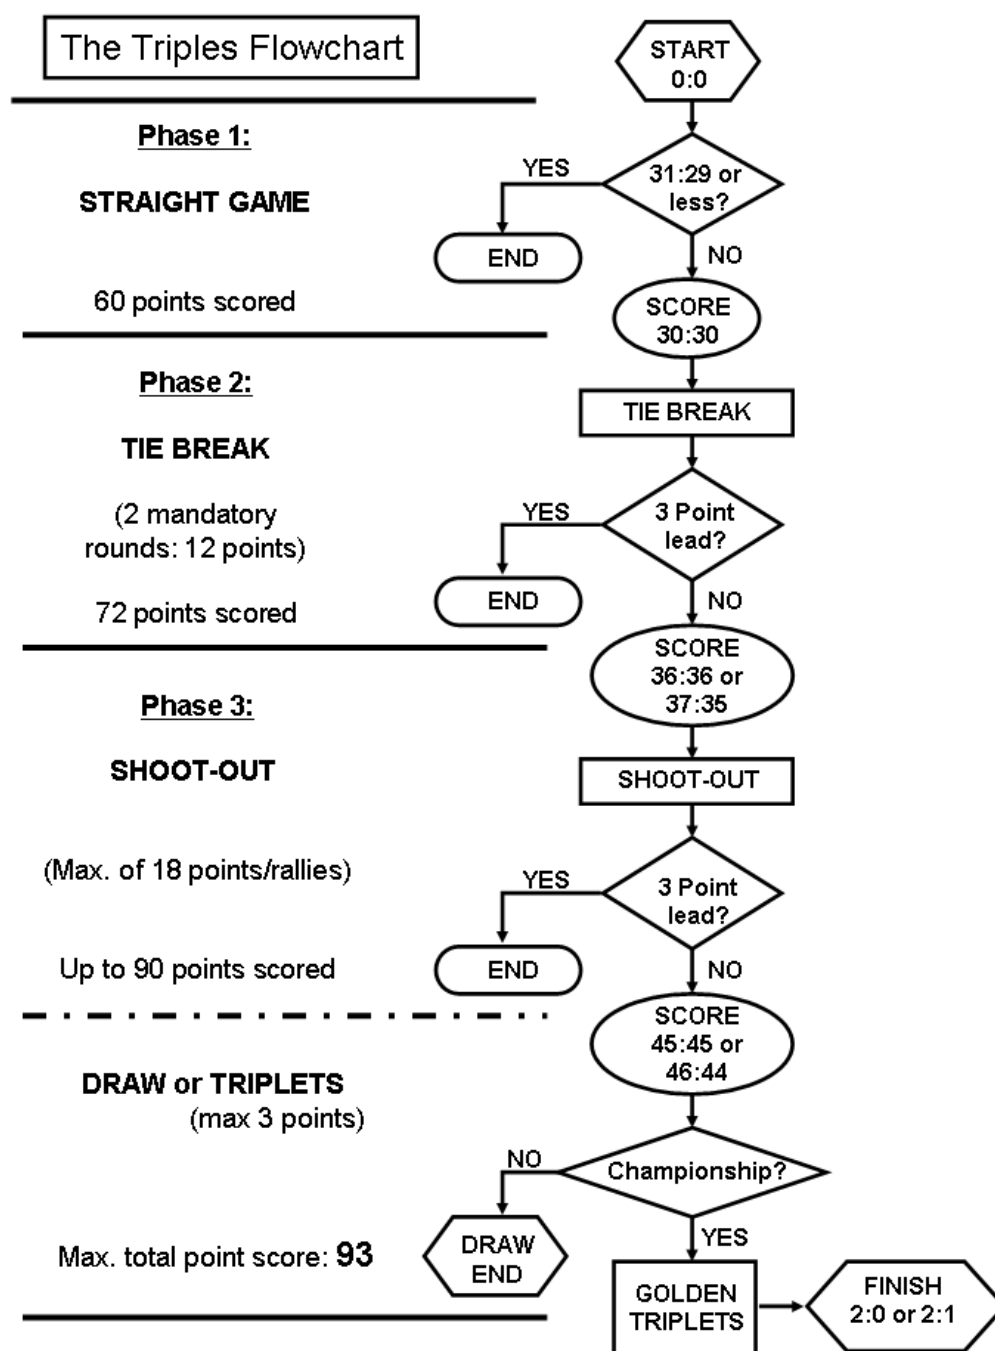 The Triples Flowchart
START
0:0
Phase 1:
STRAIGHT GAME
60 points scored
31:29 or
less?
YES
END
NO
SCORE
30:30
Phase 2:
TIE BREAK
(2 mandatory
rounds: 12 points)
72 points scored
TIE BREAK
3 Point
lead?
YES
END
NO
SCORE
36:36 or
37:35
Phase 3:
SHOOT-OUT
(Max. of 18 points/rallies)
Up to 90 points scored
SHOOT-OUT
3 Point
lead?
YES
END
NO
SCORE
45:45 or
46:44
DRAW or TRIPLETS
(max 3 points)
Max. total point score: 93
Championship?
NO
DRAW
END
YES
GOLDEN
TRIPLETS
FINISH
2:0 or 2:1